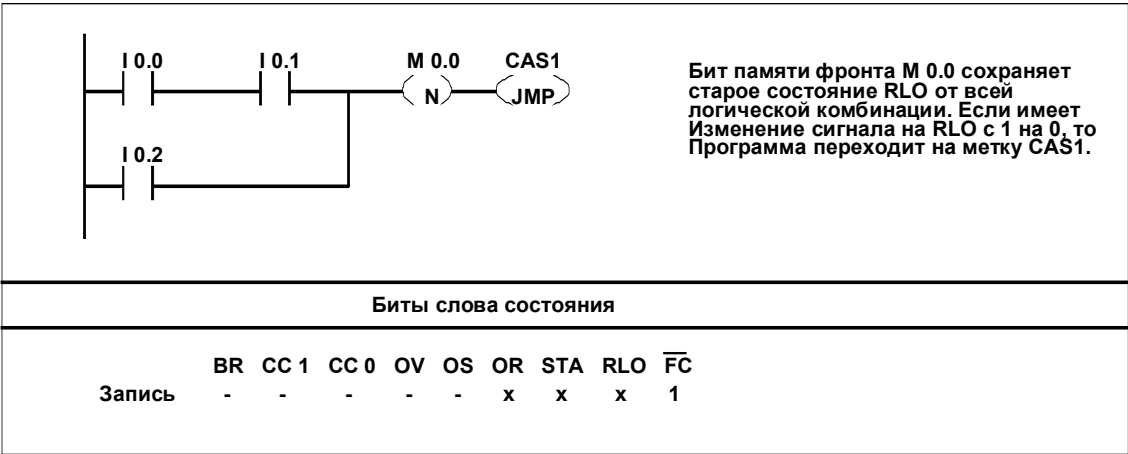 I 0.0 I 0.1 M 0.0 CAS1
N JMP
I 0.2
Бит памяти фронта M 0.0 сохраняет
старое состояние RLO от всей
логической комбинации. Если имеет
Изменение сигнала на RLO с 1 на 0, то
Программа переходит на метку CAS1.
Биты слова состояния
BR CC 1 CC 0 OV OS OR STA RLO F̅C̅
Запись - - - - - x x x 1